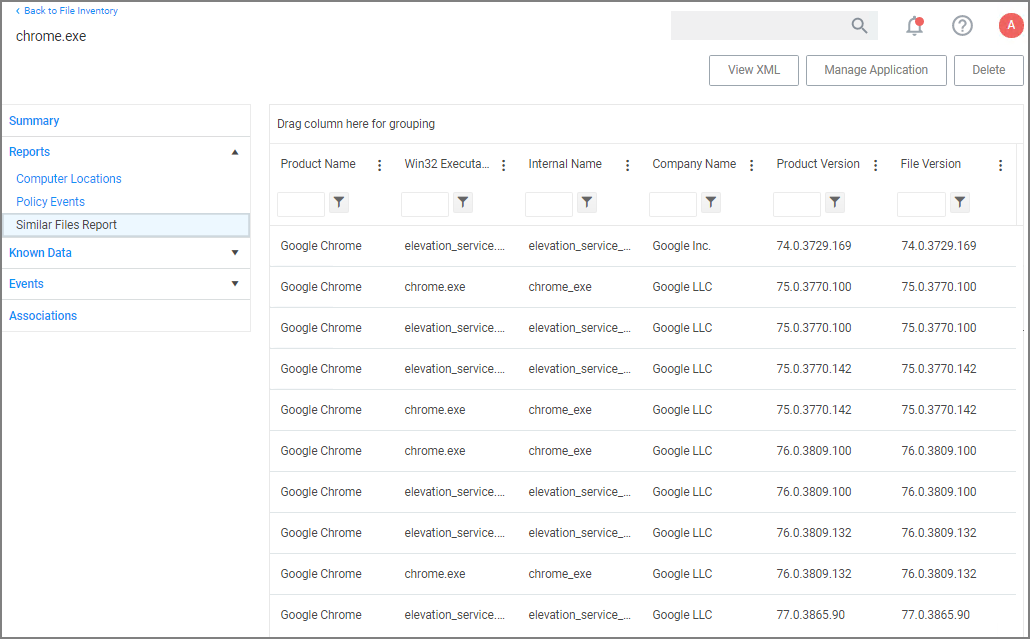 Back to File Inventory
chrome.exe
A
View XML Manage Application Delete
Summary
Reports
Computer Locations
Policy Events
Similar Files Report
Known Data
Events
Associations
Drag column here for grouping
Product Name Win32 Executa... Internal Name Company Name Product Version File Version
Google Chrome elevation_service.... elevation_service_... Google Inc. 74.0.3729.169 74.0.3729.169
Google Chrome chrome.exe chrome_exe Google LLC 75.0.3770.100 75.0.3770.100
Google Chrome elevation_service.... elevation_service_... Google LLC 75.0.3770.100 75.0.3770.100
Google Chrome elevation_service.... elevation_service_... Google LLC 75.0.3770.142 75.0.3770.142
Google Chrome chrome.exe chrome_exe Google LLC 75.0.3770.142 75.0.3770.142
Google Chrome chrome.exe chrome_exe Google LLC 76.0.3809.100 76.0.3809.100
Google Chrome elevation_service.... elevation_service_... Google LLC 76.0.3809.100 76.0.3809.100
Google Chrome elevation_service.... elevation_service_... Google LLC 76.0.3809.132 76.0.3809.132
Google Chrome chrome.exe chrome_exe Google LLC 76.0.3809.132 76.0.3809.132
Google Chrome elevation_service.... elevation_service_... Google LLC 77.0.3865.90 77.0.3865.90